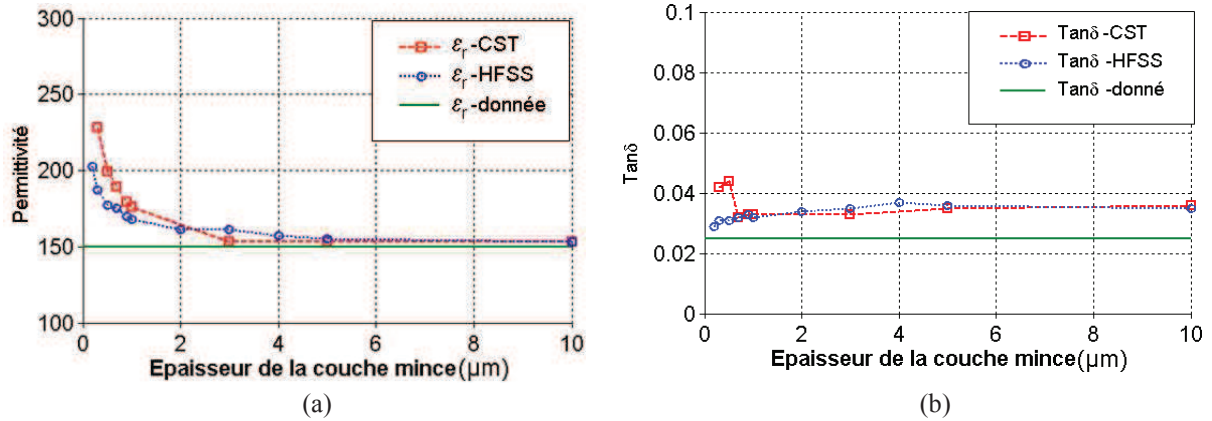 300
250
200
150
100
Permittivité
εr -CST
εr -HFSS
εr -donnée
0 2 4 6 8 10
Epaisseur de la couche mince (µm)
(a)
0.1
0.08
0.06
0.04
0.02
0
Tanδ
Tanδ -CST
Tanδ -HFSS
Tanδ -donné
0 2 4 6 8 10
Epaisseur de la couche mince (µm)
(b)